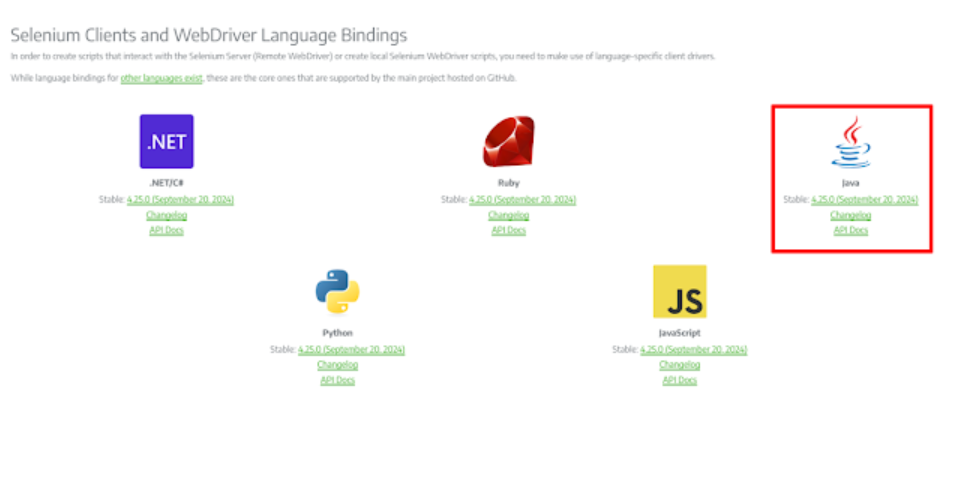 Selenium Clients and WebDriver Language Bindings
In order to create scripts that interact with the Selenium Server (Remote WebDriver) or create local Selenium WebDriver scripts, you need to make use of language-specific client drivers.
While language bindings for other languages exist, these are the core ones that are supported by the main project hosted on GitHub.
.NET
.NET/C#
Stable: 4.25.0 (September 20, 2024)
Changelog
API Docs
Ruby
Stable: 4.25.0 (September 20, 2024)
Changelog
API Docs
Java
Stable: 4.25.0 (September 20, 2024)
Changelog
API Docs
Python
Stable: 4.25.0 (September 20, 2024)
Changelog
API Docs
JS
JavaScript
Stable: 4.25.0 (September 20, 2024)
Changelog
API Docs